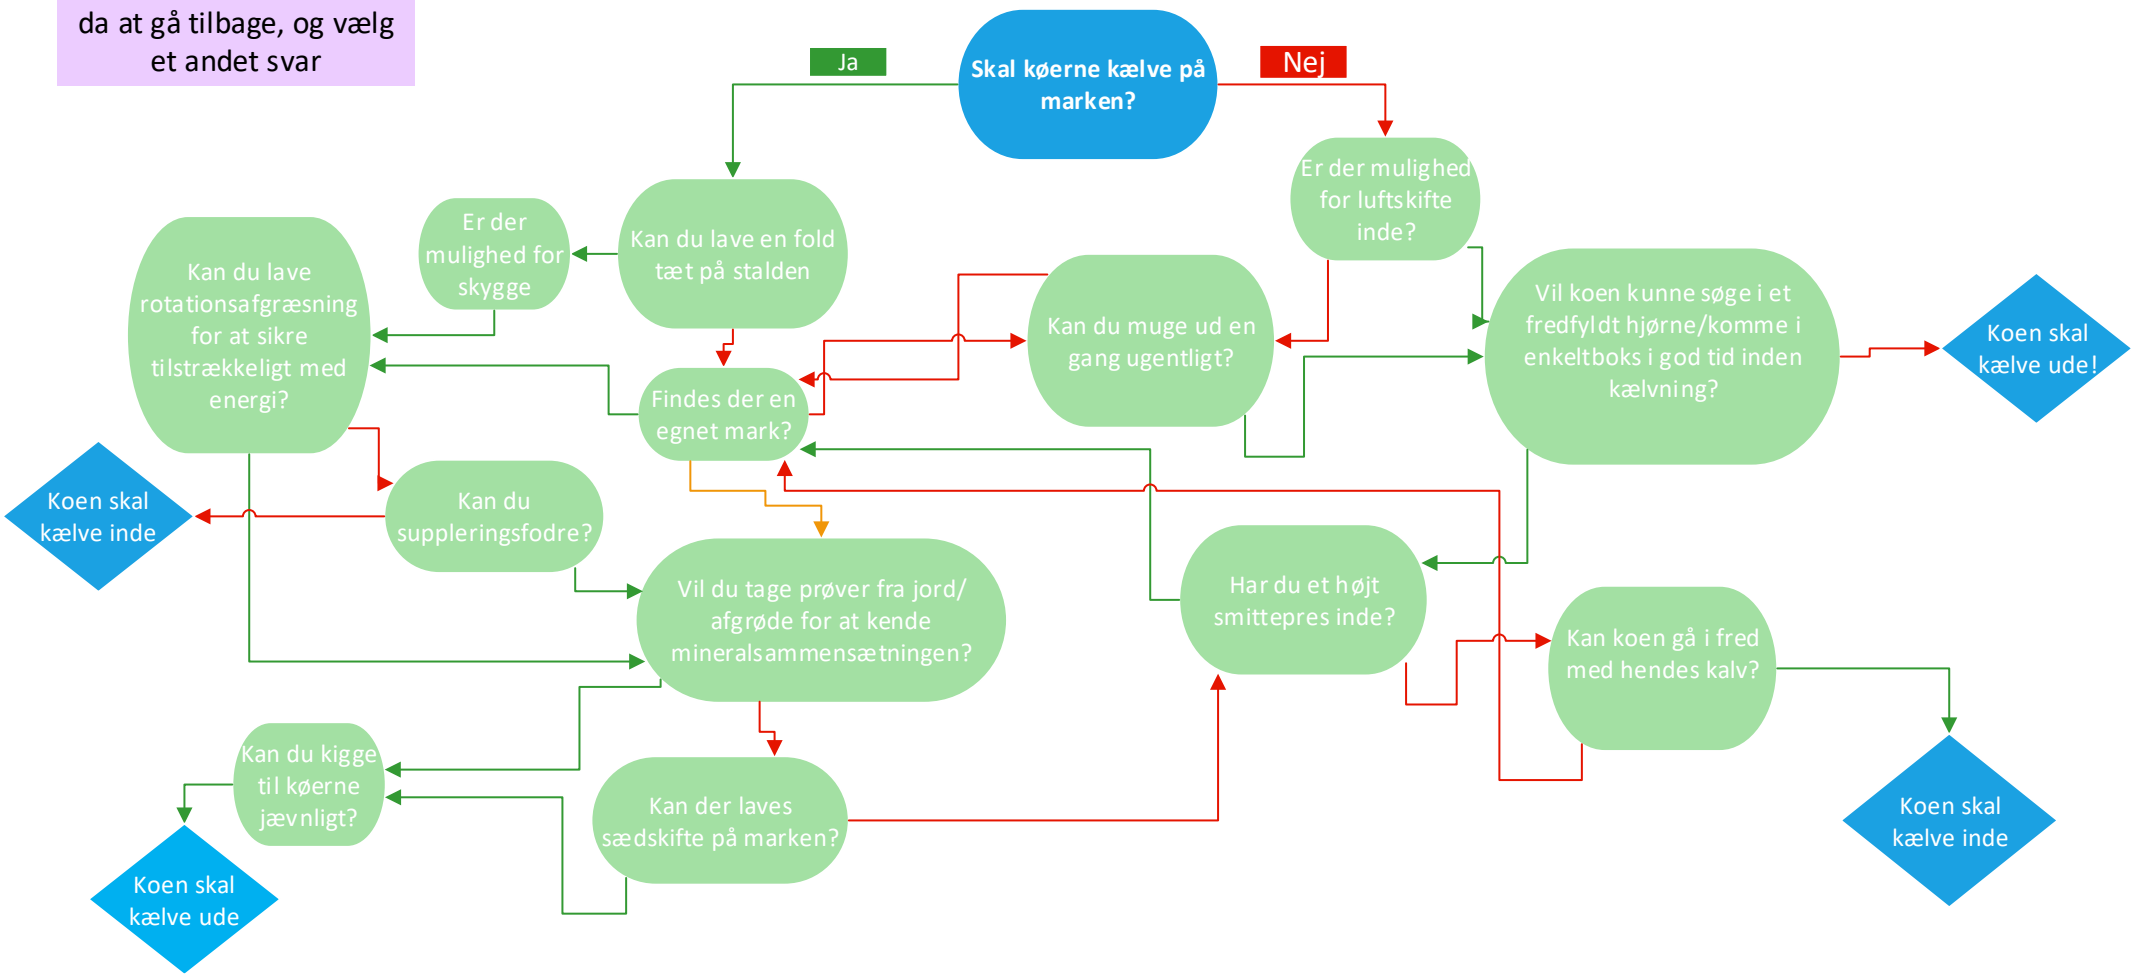 da at gå tilbage, og vælg
et andet svar
Ja
Skal køerne kælve på
marken?
Nej
Er der mulighed
for luftskifte
inde?
Er der
mulighed for
skygge
Kan du lave en fold
tæt på stalden
Kan du lave
rotationsafgræsning
for at sikre
tilstrækkeligt med
energi?
Kan du muge ud en
gang ugentligt?
Vil koen kunne søge i et
fredfyldt hjørne/komme i
enkeltboks i god tid inden
kælvning?
Koen skal
kælve ude!
Findes der en
egnet mark?
Koen skal
kælve inde
Kan du
suppleringsfodre?
Vil du tage prøver fra jord/
afgrøde for at kende
mineralsammensætningen?
Har du et højt
smittepres inde?
Kan koen gå i fred
med hendes kalv?
Kan du kigge
til køerne
jævnligt?
Kan der laves
sædskifte på marken?
Koen skal
kælve inde
Koen skal
kælve ude